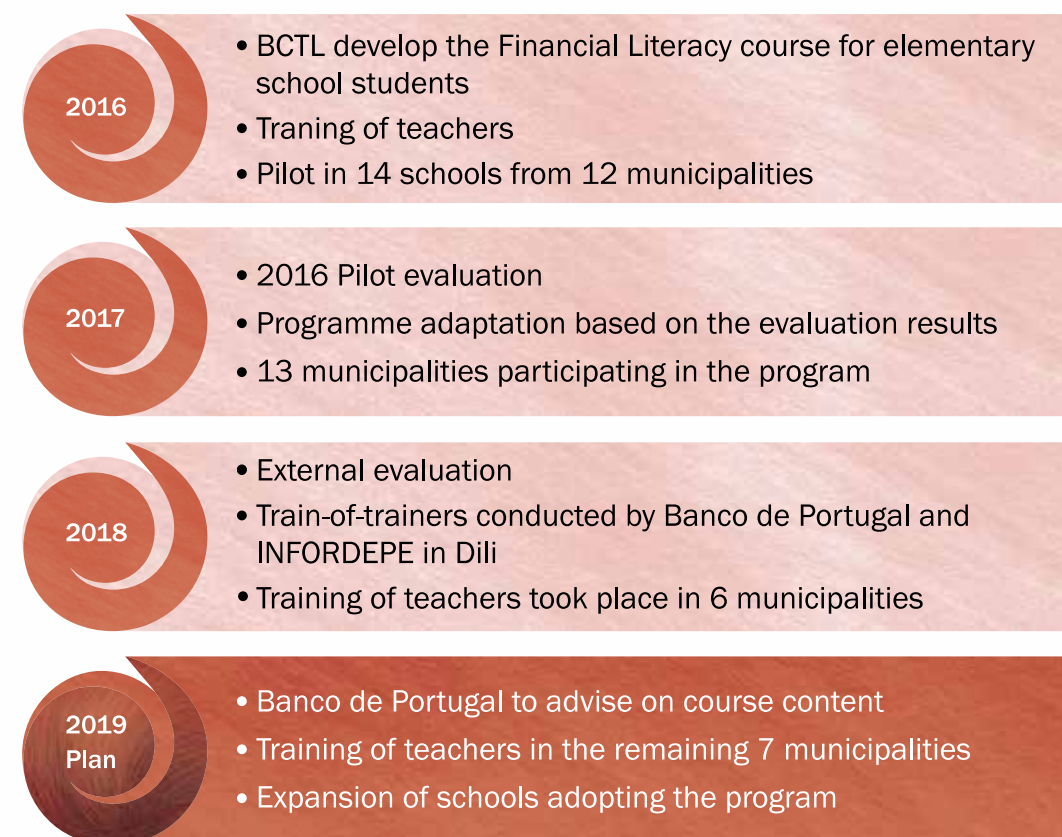 2016
• BCTL develop the Financial Literacy course for elementary
school students
• Traning of teachers
• Pilot in 14 schools from 12 municipalities
2017
• 2016 Pilot evaluation
• Programme adaptation based on the evaluation results
• 13 municipalities participating in the program
2018
• External evaluation
• Train-of-trainers conducted by Banco de Portugal and
INFORDEPE in Dili
• Training of teachers took place in 6 municipalities
2019
Plan
• Banco de Portugal to advise on course content
• Training of teachers in the remaining 7 municipalities
• Expansion of schools adopting the program